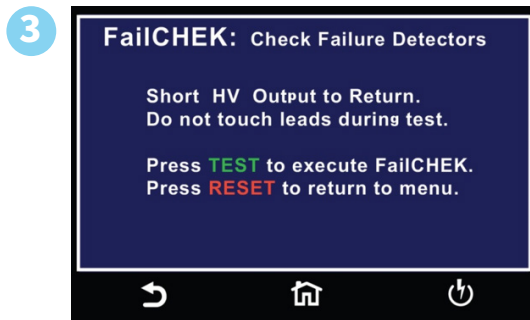 3
FailCHEK: Check Failure Detectors
Short HV Output to Return.
Do not touch leads during test.
Press TEST to execute FailCHEK.
Press RESET to return to menu.